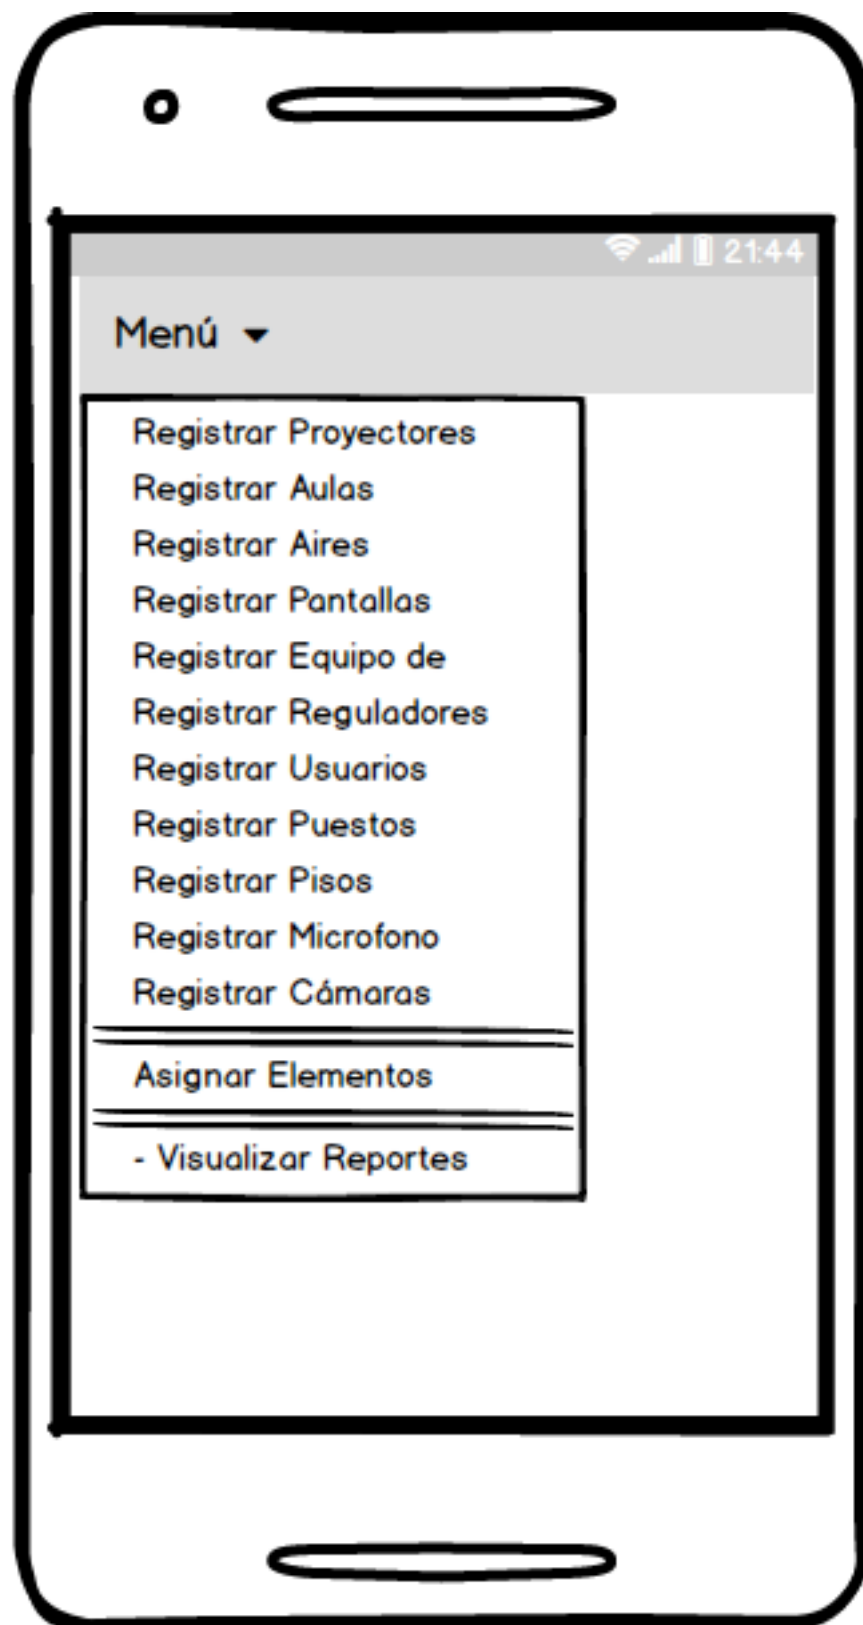 21:44
Menú
Registrar Proyectores
Registrar Aulas
Registrar Aires
Registrar Pantallas
Registrar Equipo de
Registrar Reguladores
Registrar Usuarios
Registrar Puestos
Registrar Pisos
Registrar Microfono
Registrar Cámaras
Asignar Elementos
- Visualizar Reportes